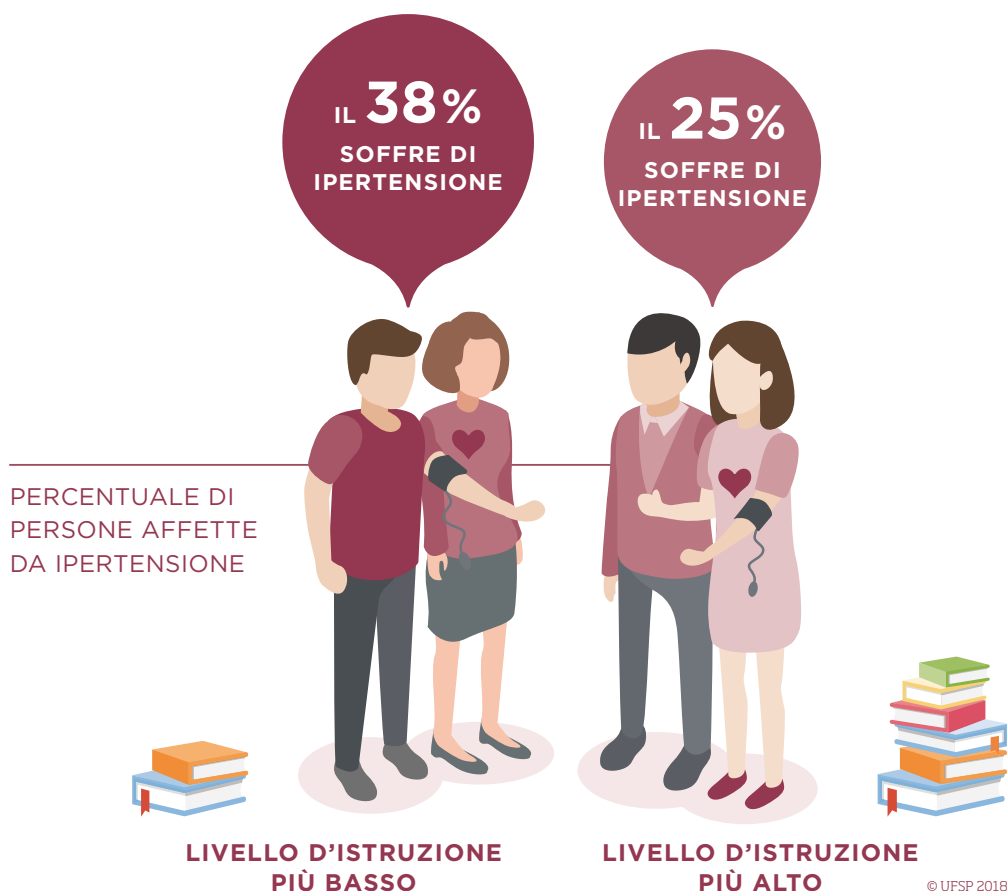 IL 38%
SOFFRE DI
IPERTENSIONE
IL 25%
SOFFRE DI
IPERTENSIONE
PERCENTUALE DI
PERSONE AFFETTE
DA IPERTENSIONE
LIVELLO D’ISTRUZIONE
PIÙ BASSO
LIVELLO D’ISTRUZIONE
PIÙ ALTO
© UFSP 2018